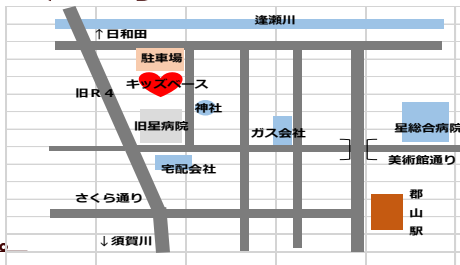 逢瀬川
↑日和田
駐車場
キッズベース
旧Ｒ４
神社
旧星病院
ガス会社
星総合病院
美術館通り
宅配会社
さくら通り
郡山駅
↓須賀川